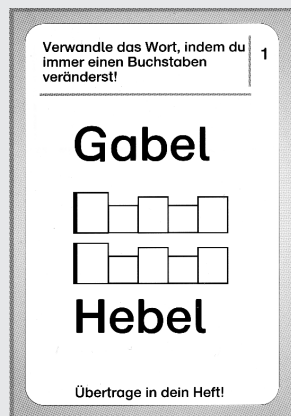 Verwandle das Wort, indem du
immer einen Buchstaben
veränderst!
1
Gabel
Hebel
Übertrage in dein Heft!